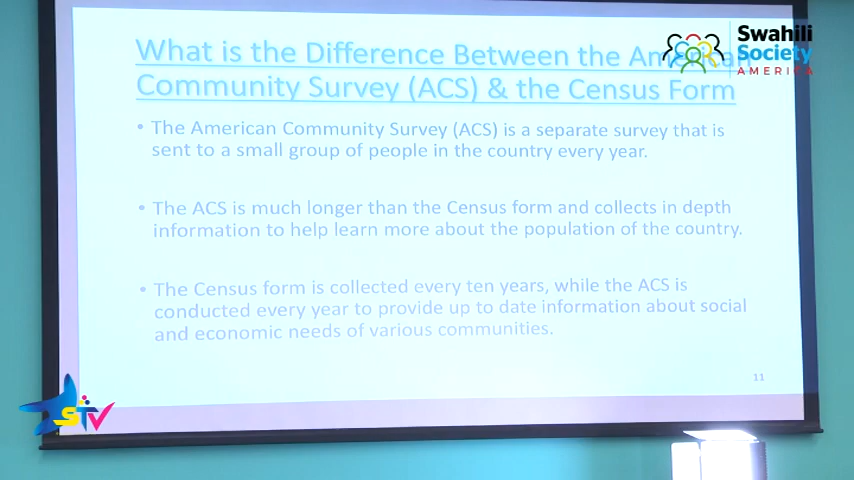 What is the Difference Between the American
Community Survey (ACS) & the Census Form
• The American Community Survey (ACS) is a separate survey that is
sent to a small group of people in the country every year.
• The ACS is much longer than the Census form and collects in depth
information to help learn more about the population of the country.
• The Census form is collected every ten years, while the ACS is
conducted every year to provide up to date information about social
and economic needs of various communities.
11
Swahili
Society
AMERICA
STV